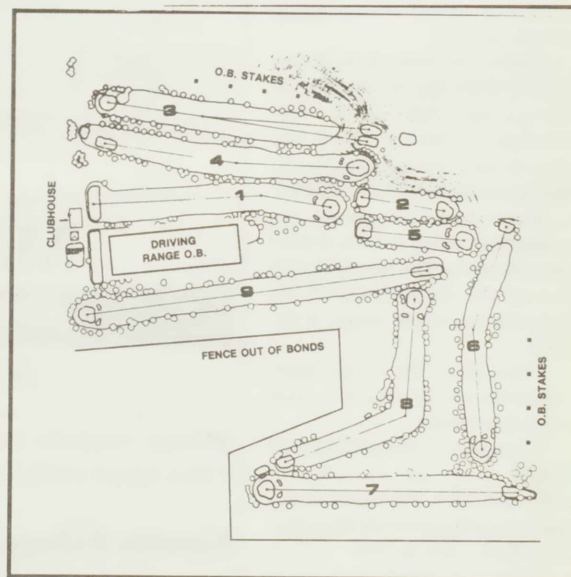 O.B. STAKES
3
4
1
2
5
CLUBHOUSE
DRIVING
RANGE O.B.
9
6
FENCE OUT OF BONDS
O.B. STAKES
8
7